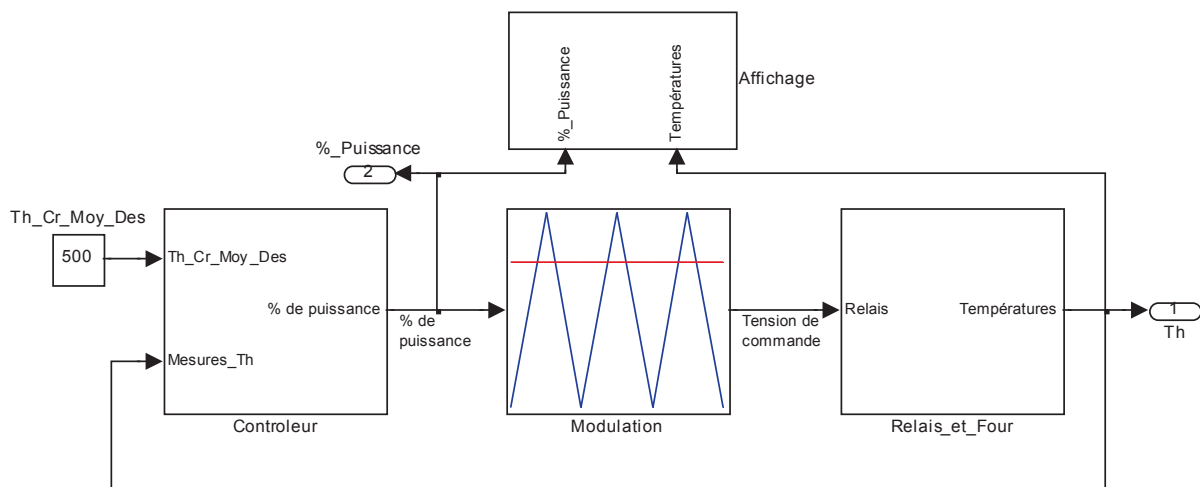 %_Puissance
Températures
Affichage
%_Puissance
2
Th_Cr_Moy_Des
500
Th_Cr_Moy_Des
% de puissance
Mesures_Th
Controleur
% de
puissance
Modulation
Tension de
commande
Relais
Températures
Relais_et_Four
1
Th